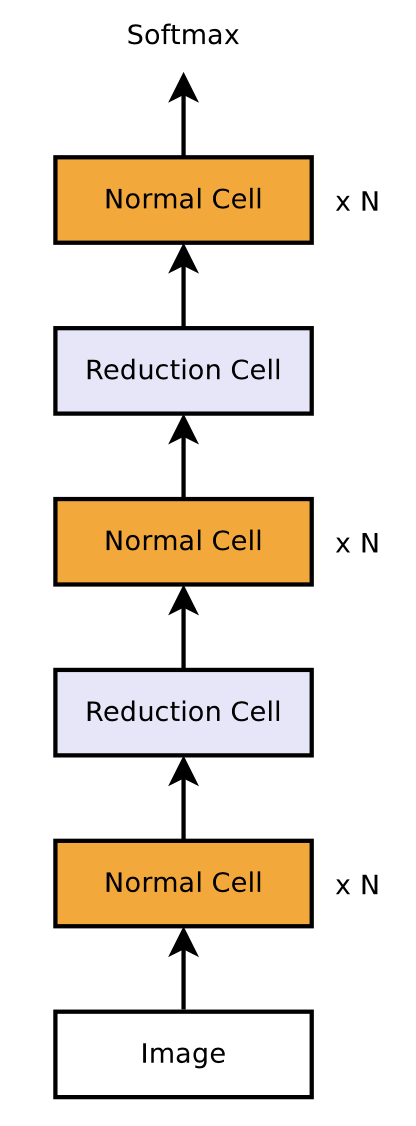 Softmax
Normal Cell x N
Reduction Cell
Normal Cell x N
Reduction Cell
Normal Cell x N
Image